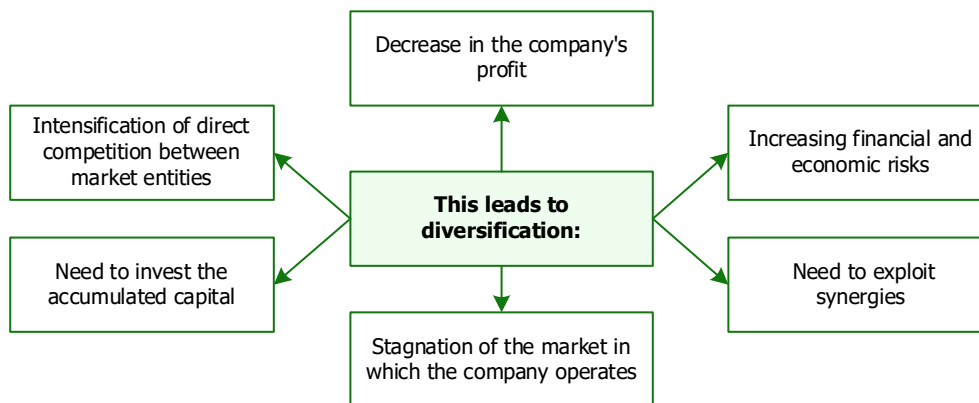 Decrease in the company's
profit
Intensification of direct
competition between
market entities
Increasing financial and
economic risks
This leads to
diversification:
Need to invest the
accumulated capital
Need to exploit
synergies
Stagnation of the market in
which the company operates